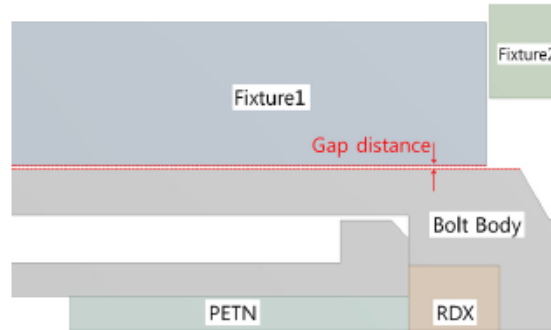 Fixture2
Fixture1
Gap distance
Bolt Body
PETN
RDX